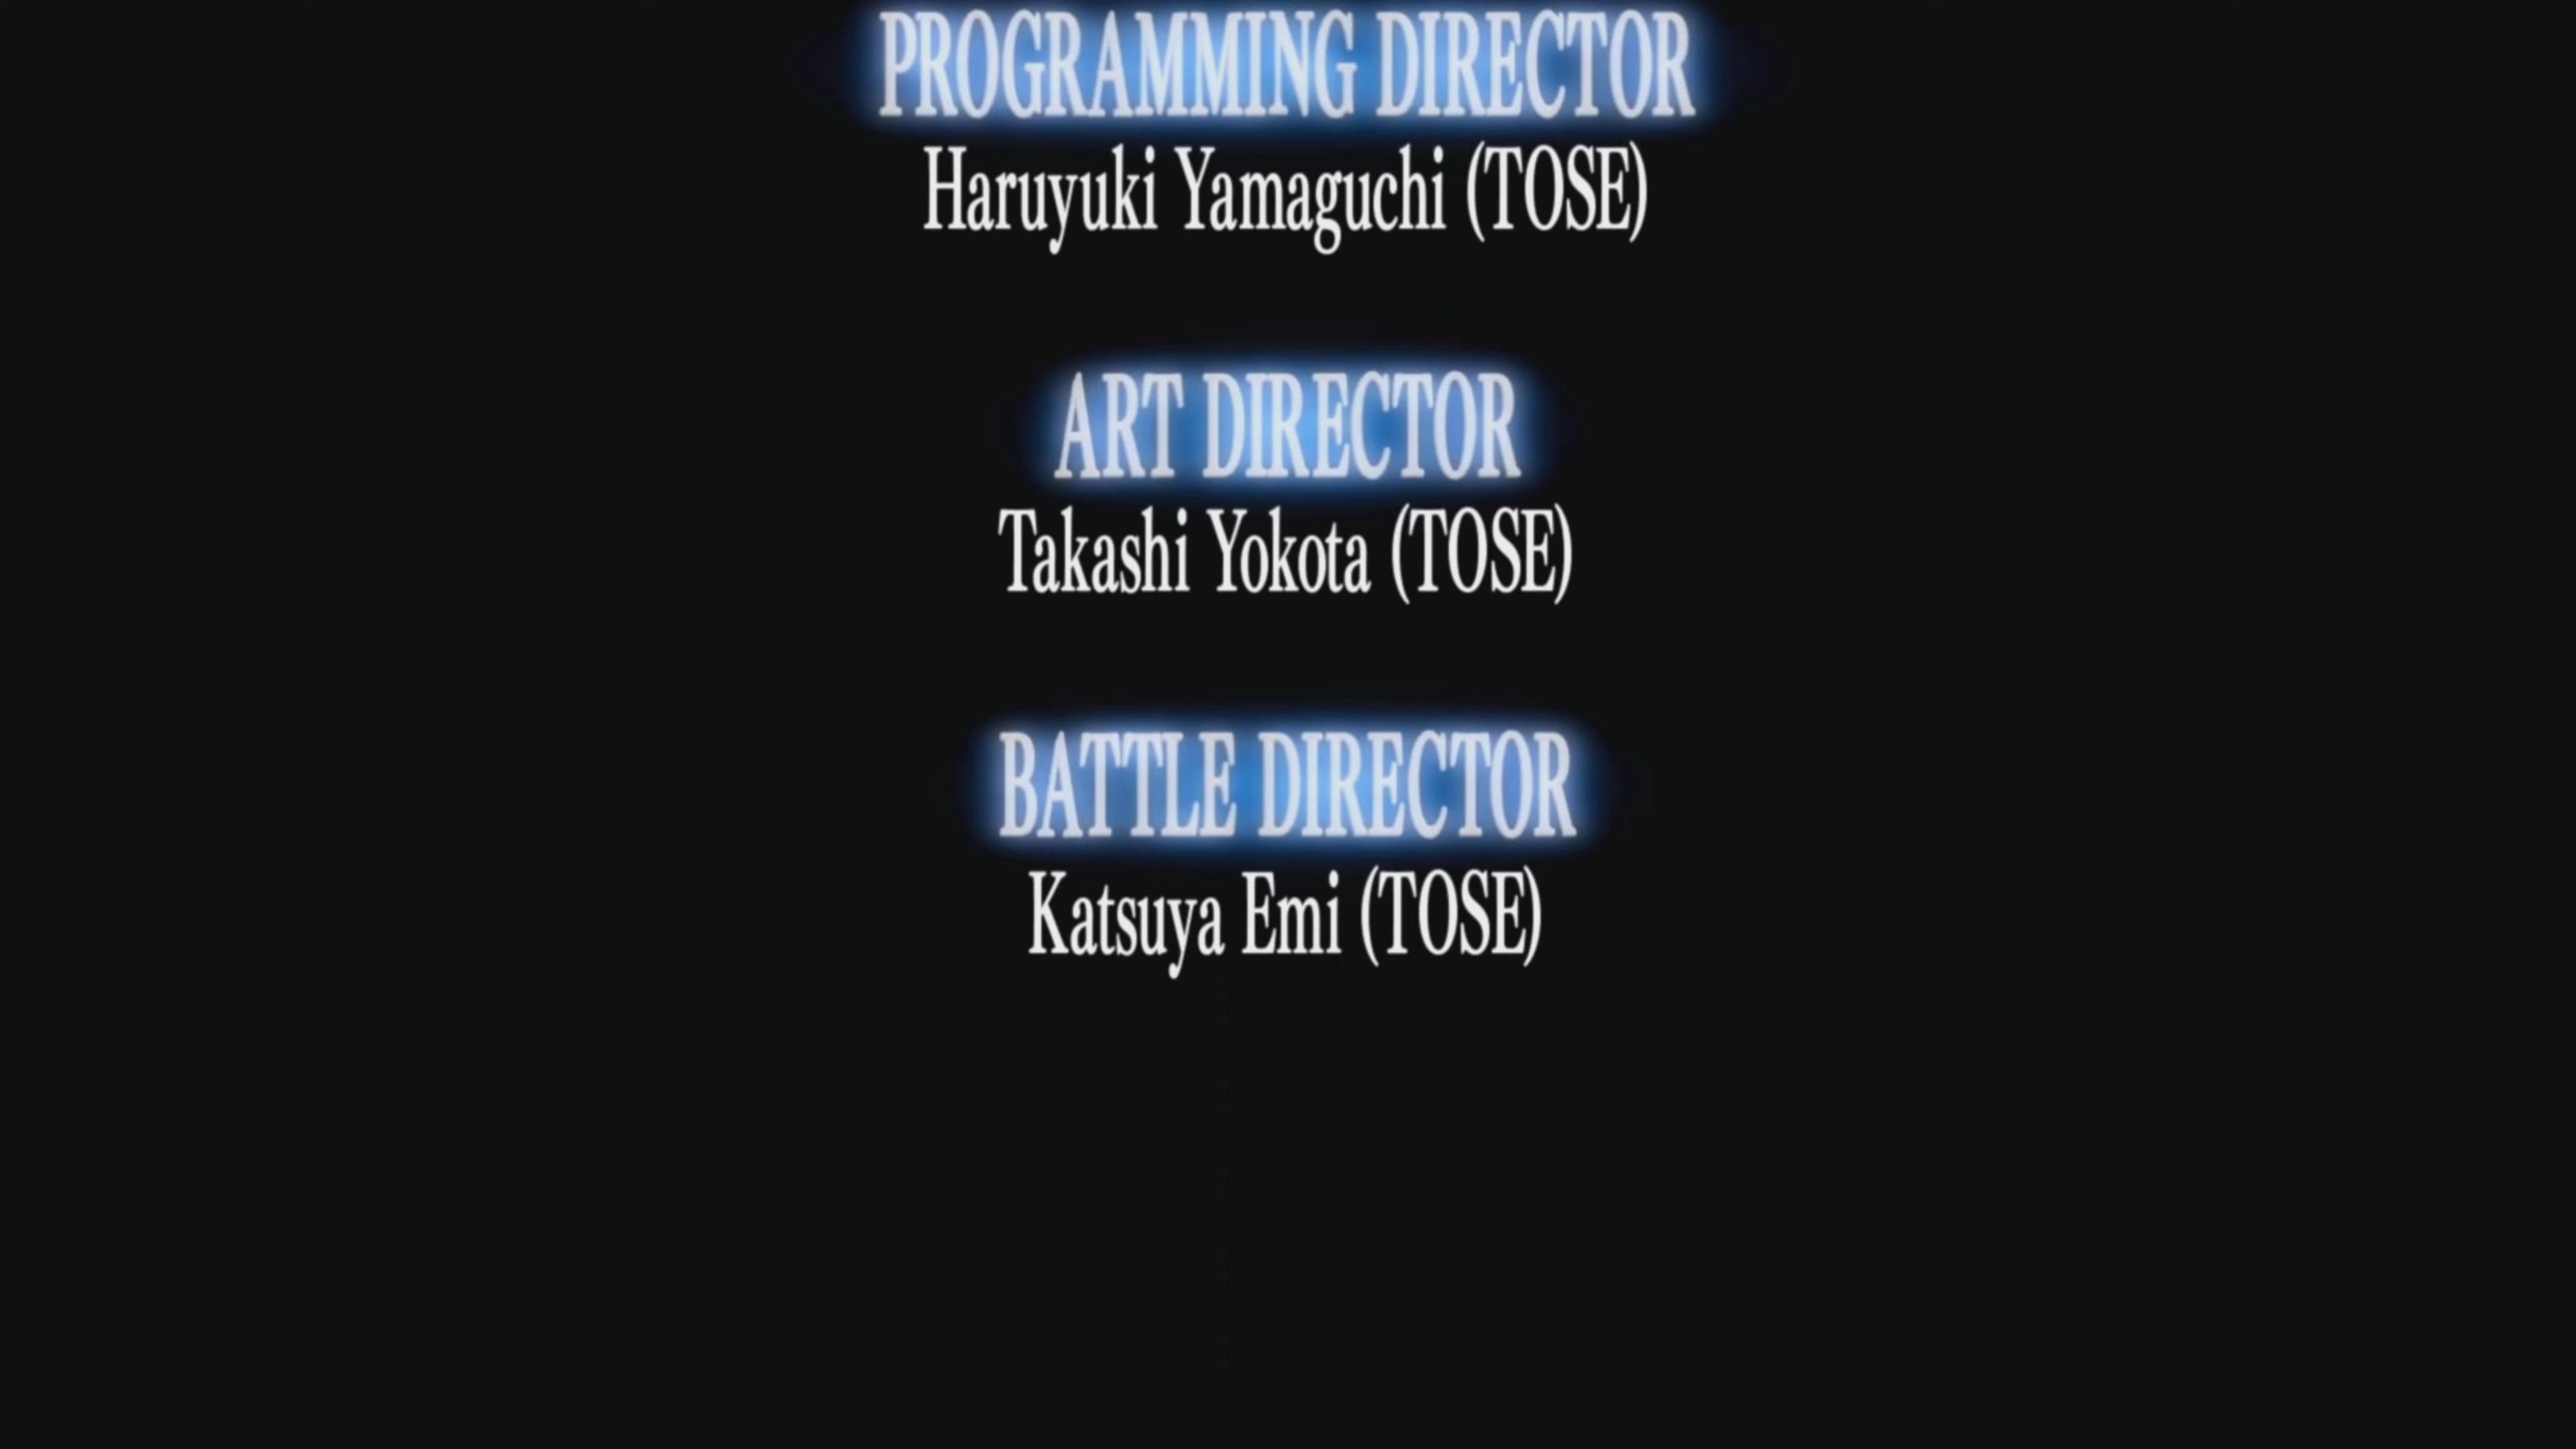 PROGRAMMING DIRECTOR
Haruyuki Yamaguchi (TOSE)
ART DIRECTOR
Takashi Yokota (TOSE)
BATTLE DIRECTOR
Katsuya Emi (TOSE)